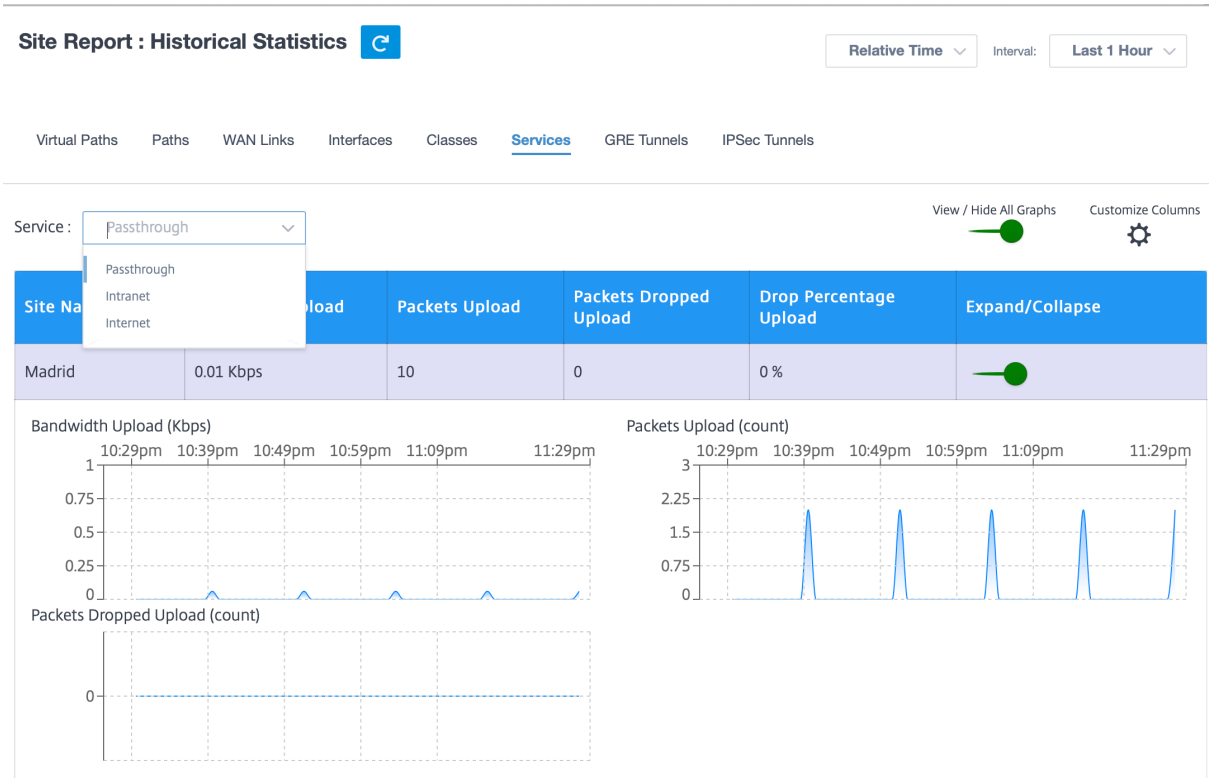 Site Report : Historical Statistics
Relative Time
Interval:
Last 1 Hour
Virtual Paths
Paths
WAN Links
Interfaces
Classes
Services
GRE Tunnels
IPSec Tunnels
Service :
Passthrough
View / Hide All Graphs
Customize Columns
Passthrough
Intranet
Internet
Site Na
load
Packets Upload
Packets Dropped
Upload
Drop Percentage
Upload
Expand/Collapse
Madrid
0.01 Kbps
10
0
0 %
Bandwidth Upload (Kbps)
10:29pm 10:39pm 10:49pm 10:59pm 11:09pm 11:29pm
1
0.75
0.5
0.25
0
Packets Upload (count)
10:29pm 10:39pm 10:49pm 10:59pm 11:09pm 11:29pm
3
2.25
1.5
0.75
0
Packets Dropped Upload (count)
0